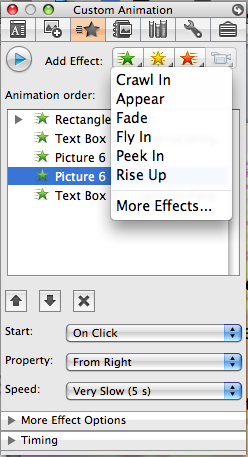 Custom Animation
Add Effect:
Crawl In
Appear
Fade
Fly In
Peek In
Rise Up
More Effects...
Animation order:
Rectangle
Text Box
Picture 6
Picture 6
Text Box
Start: On Click
Property: From Right
Speed: Very Slow (5 s)
More Effect Options
Timing